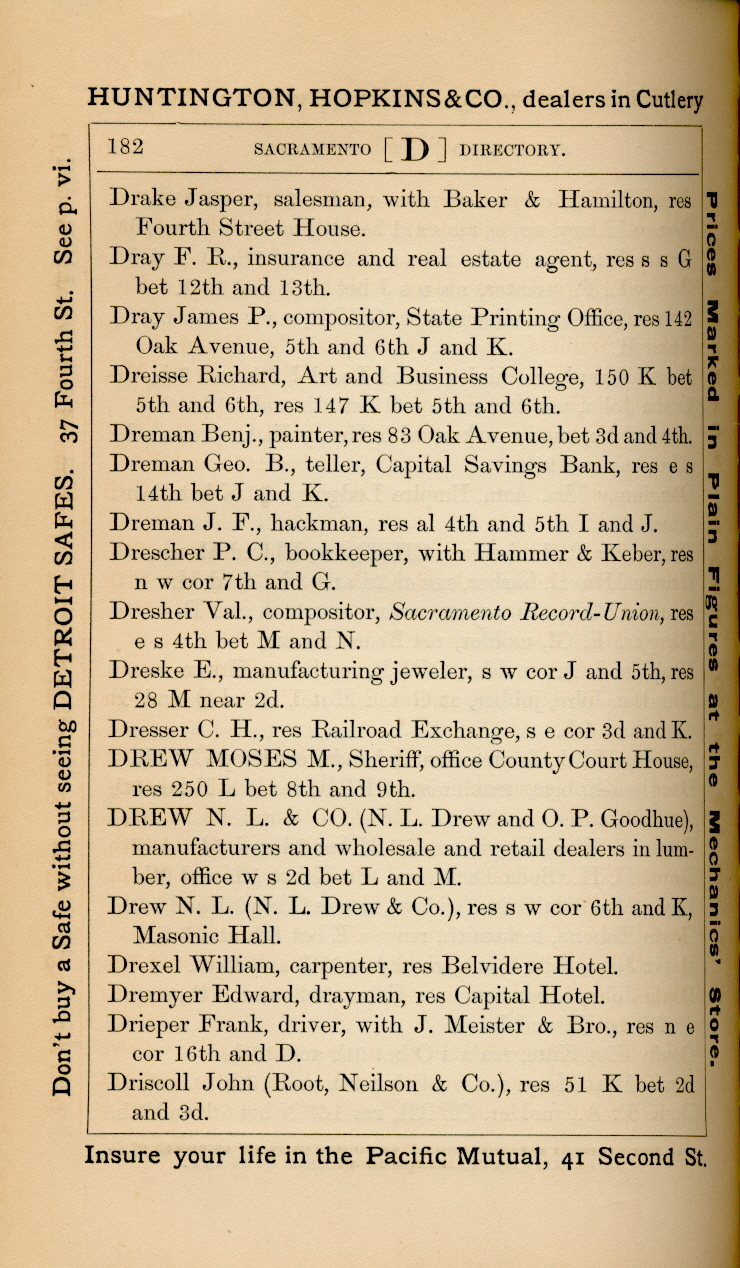 HUNTINGTON, HOPKINS & CO., dealers in Cutlery
182 SACRAMENTO [ D ] DIRECTORY.
Drake Jasper, salesman, with Baker & Hamilton, res
Fourth Street House.
Dray F. R., insurance and real estate agent, res s s G
bet 12th and 13th.
Dray James P., compositor, State Printing Office, res 142
Oak Avenue, 5th and 6th J and K.
Dreisse Richard, Art and Business College, 150 K bet
5th and 6th, res 147 K bet 5th and 6th.
Dreman Benj., painter, res 83 Oak Avenue, bet 3d and 4th.
Dreman Geo. B., teller, Capital Savings Bank, res e s
14th bet J and K.
Dreman J. F., hackman, res al 4th and 5th I and J.
Drescher P. C., bookkeeper, with Hammer & Keber, res
n w cor 7th and G.
Dresher Val., compositor, Sacramento Record-Union, res
e s 4th bet M and N.
Dreske E., manufacturing jeweler, s w cor J and 5th, res
28 M near 2d.
Dresser C. H., res Railroad Exchange, s e cor 3d and K.
DREW MOSES M., Sheriff, office County Court House,
res 250 L bet 8th and 9th.
DREW N. L. & CO. (N. L. Drew and O. P. Goodhue),
manufacturers and wholesale and retail dealers in lum-
ber, office w s 2d bet L and M.
Drew N. L. (N. L. Drew & Co.), res s w cor 6th and K,
Masonic Hall.
Drexel William, carpenter, res Belvidere Hotel.
Dremyer Edward, drayman, res Capital Hotel.
Drieper Frank, driver, with J. Meister & Bro., res n e
cor 16th and D.
Driscoll John (Root, Neilson & Co.), res 51 K bet 2d
and 3d.
Insure your life in the Pacific Mutual, 41 Second St.
Don't buy a Safe without seeing DETROIT SAFES. 37 Fourth St. See p. vi.
Prices Marked in Plain Figures at the Mechanics' Store.